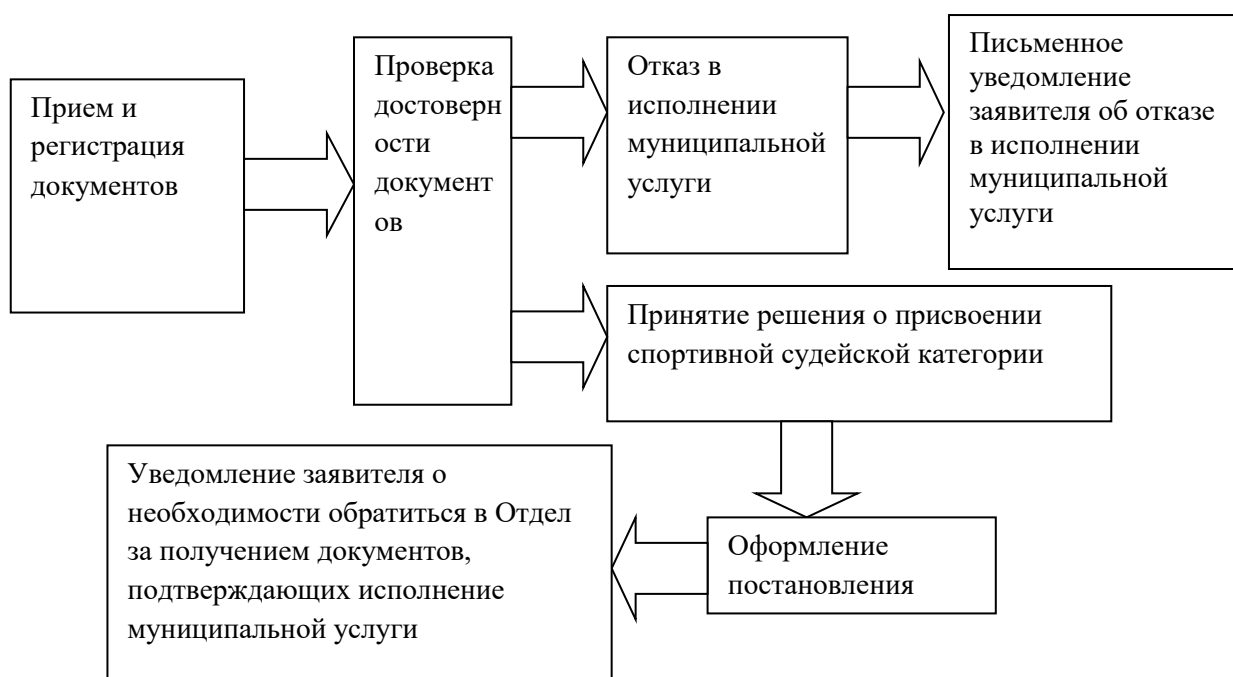 Прием и
регистрация
документов
Проверка
достоверн
ости
документ
ов
Отказ в
исполнении
муниципальной
услуги
Письменное
уведомление
заявителя об отказе
в исполнении
муниципальной
услуги
Принятие решения о присвоении
спортивной судейской категории
Оформление
постановления
Уведомление заявителя о
необходимости обратиться в Отдел
за получением документов,
подтверждающих исполнение
муниципальной услуги